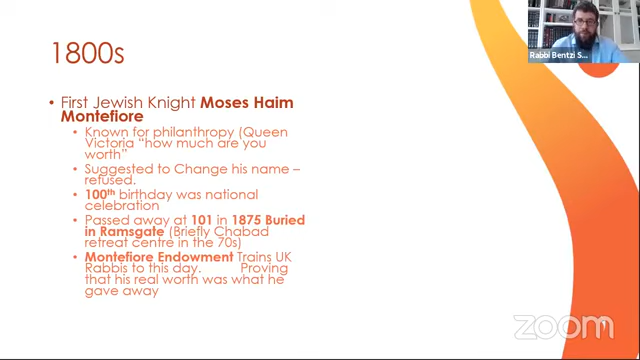 1800s
• First Jewish Knight Moses Haim
Montefiore
• Known for philanthropy (Queen
Victoria “how much are you
worth”
• Suggested to Change his name –
refused.
• 100th birthday was national
celebration
• Passed away at 101 in 1875 Buried
in Ramsgate (Briefly Chabad
retreat centre in the 70s)
• Montefiore Endowment Trains UK
Rabbis to this day. Proving
that his real worth was what he
gave away
Rabbi Bentzi S...
zoom